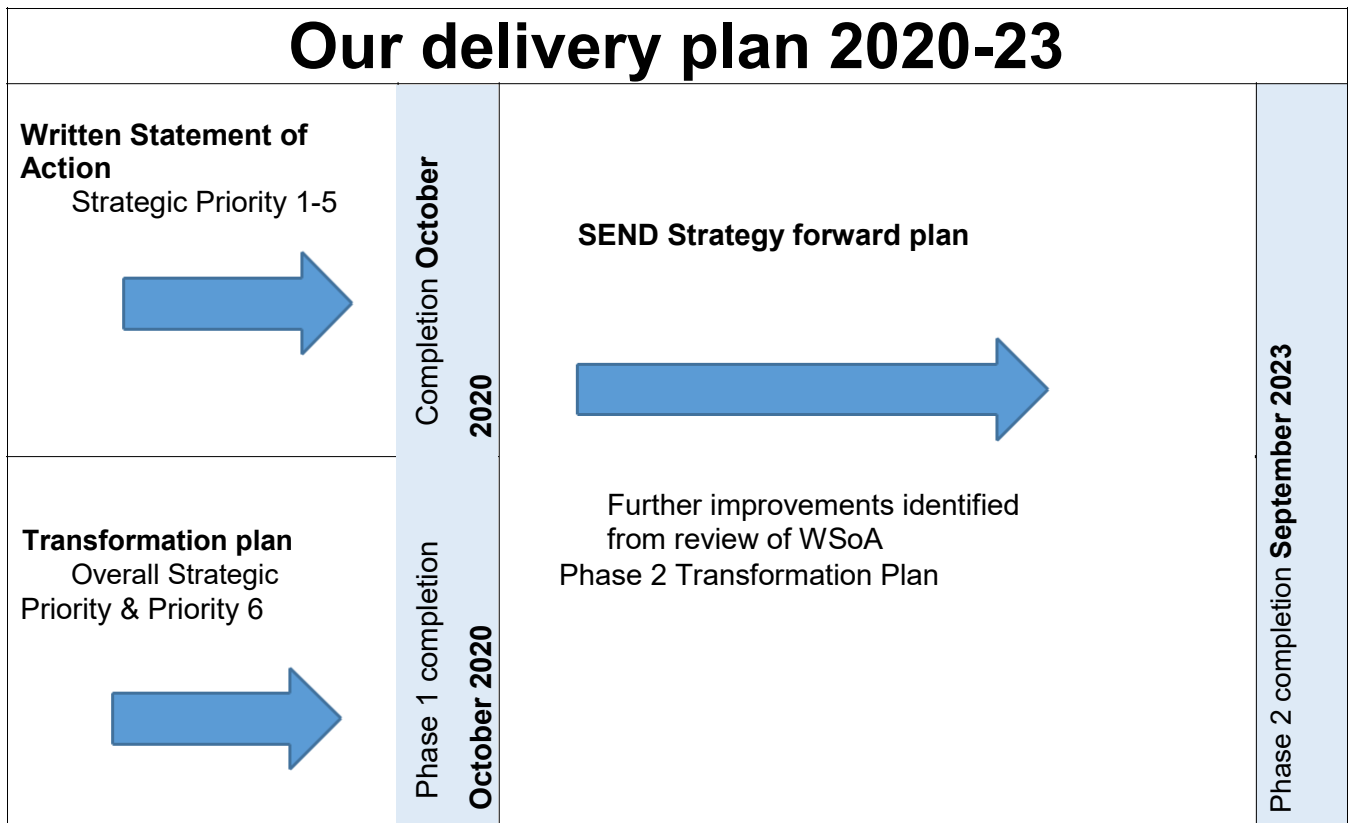 Our delivery plan 2020-23
Written Statement of
Action
Strategic Priority 1-5
Completion October
2020
Transformation plan
Overall Strategic
Priority & Priority 6
Phase 1 completion
October 2020
SEND Strategy forward plan
Further improvements identified
from review of WSoA
Phase 2 Transformation Plan
Phase 2 completion September 2023